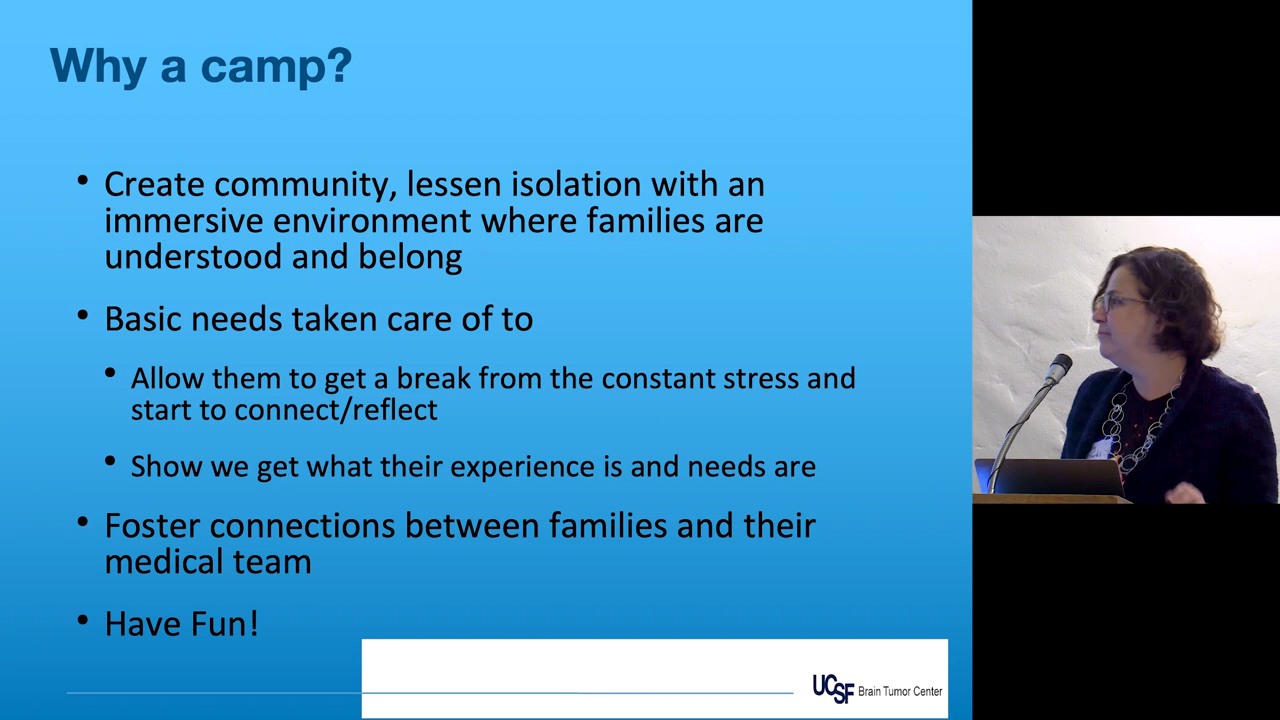 Why a camp?
• Create community, lessen isolation with an
immersive environment where families are
understood and belong
• Basic needs taken care of to
• Allow them to get a break from the constant stress and
start to connect/reflect
• Show we get what their experience is and needs are
• Foster connections between families and their
medical team
• Have Fun!
UCSF Brain Tumor Center